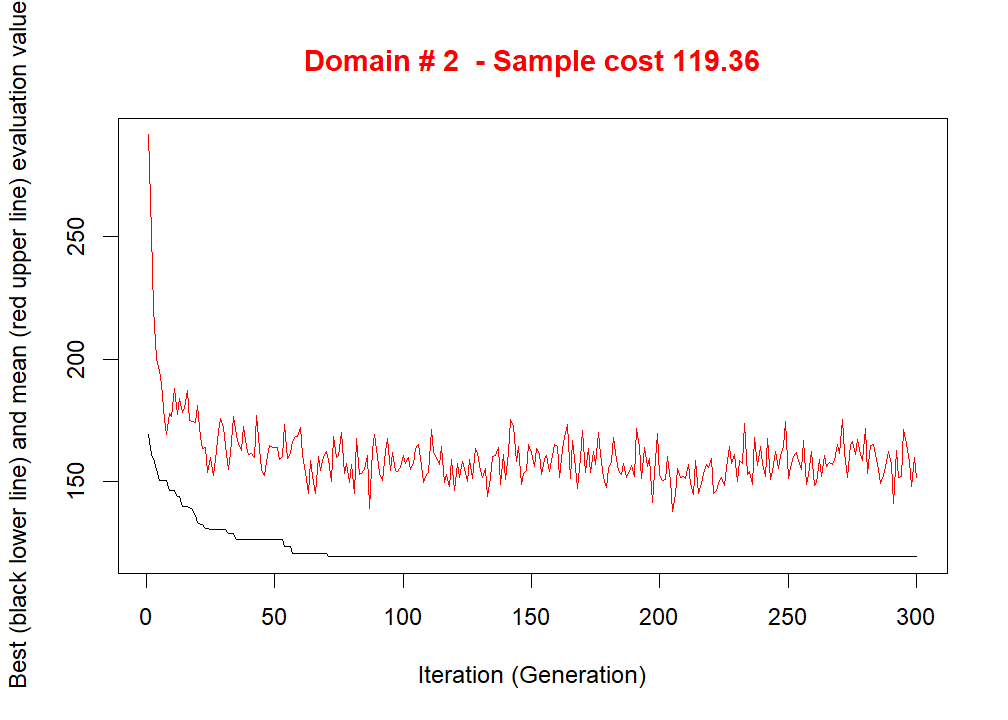 Domain # 2 - Sample cost 119.36
Best (black lower line) and mean (red upper line) evaluation value
250
200
150
0 50 100 150 200 250 300
Iteration (Generation)